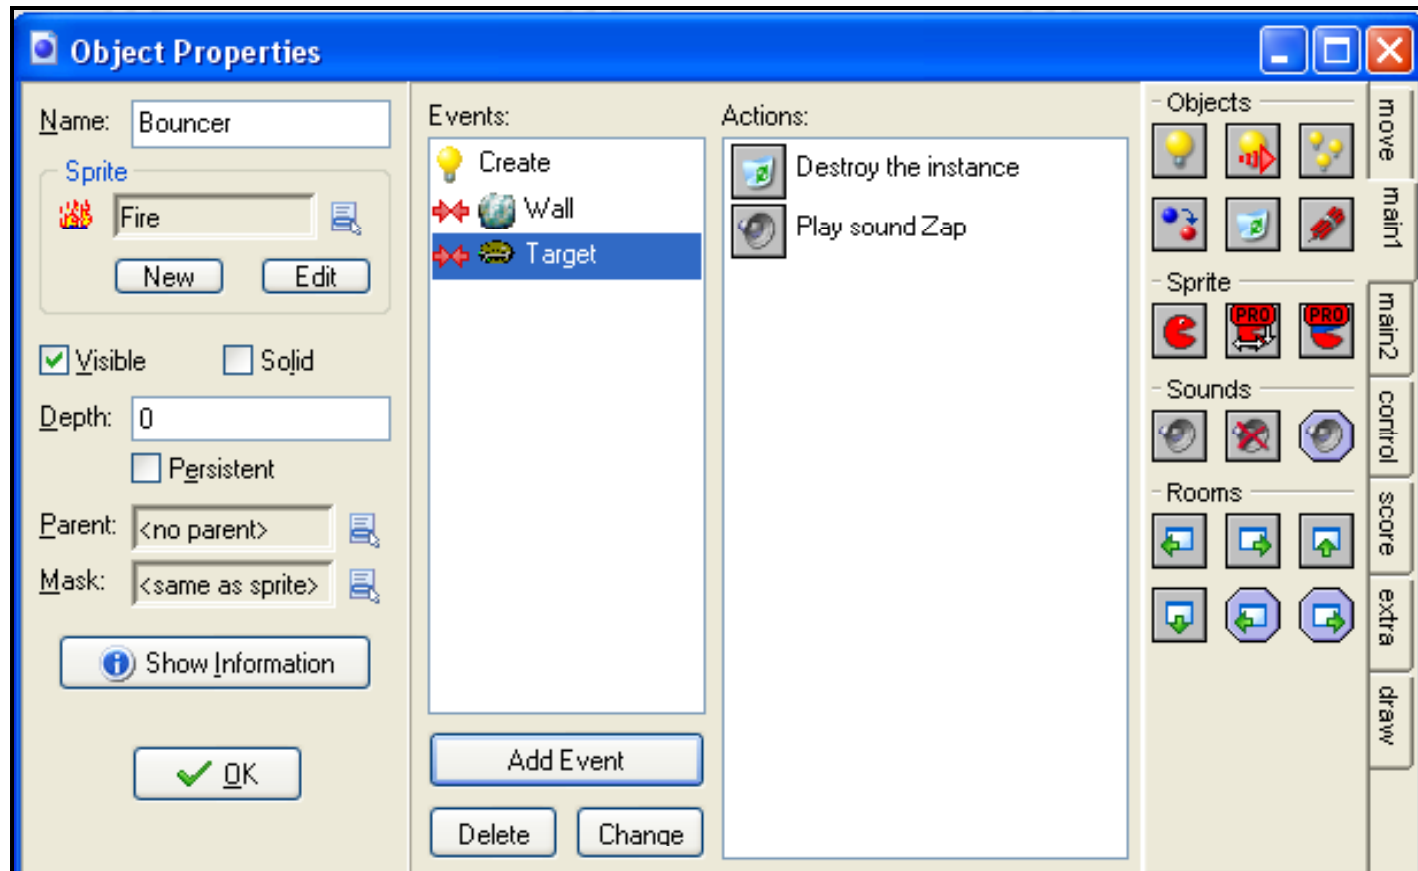 Object Properties
Name: Bouncer
Sprite
Fire
New Edit
Visible Solid
Depth: 0
Persistent
Parent: <no parent>
Mask: <same as sprite>
Show Information
OK
Events:
Create
Wall
Target
Add Event
Delete Change
Actions:
Destroy the instance
Play sound Zap
Objects
Sprite
PRO PRO
Sounds
Rooms
move
main1
main2
control
score
extra
draw